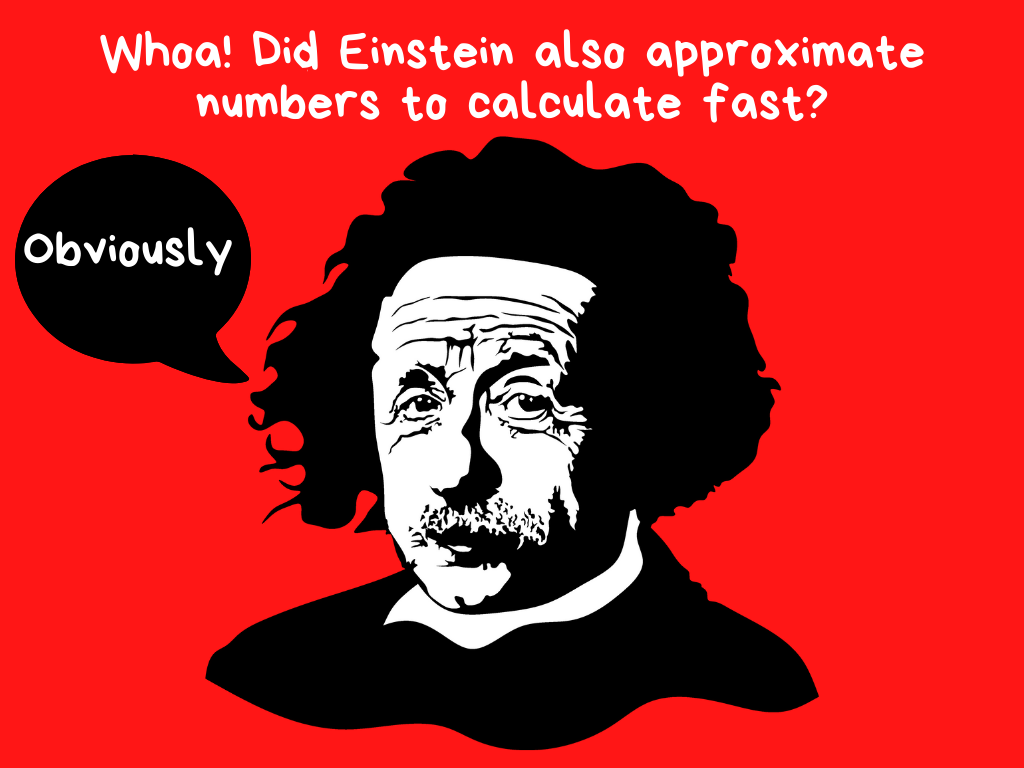 Whoa! Did Einstein also approximate
numbers to calculate fast?
Obviously